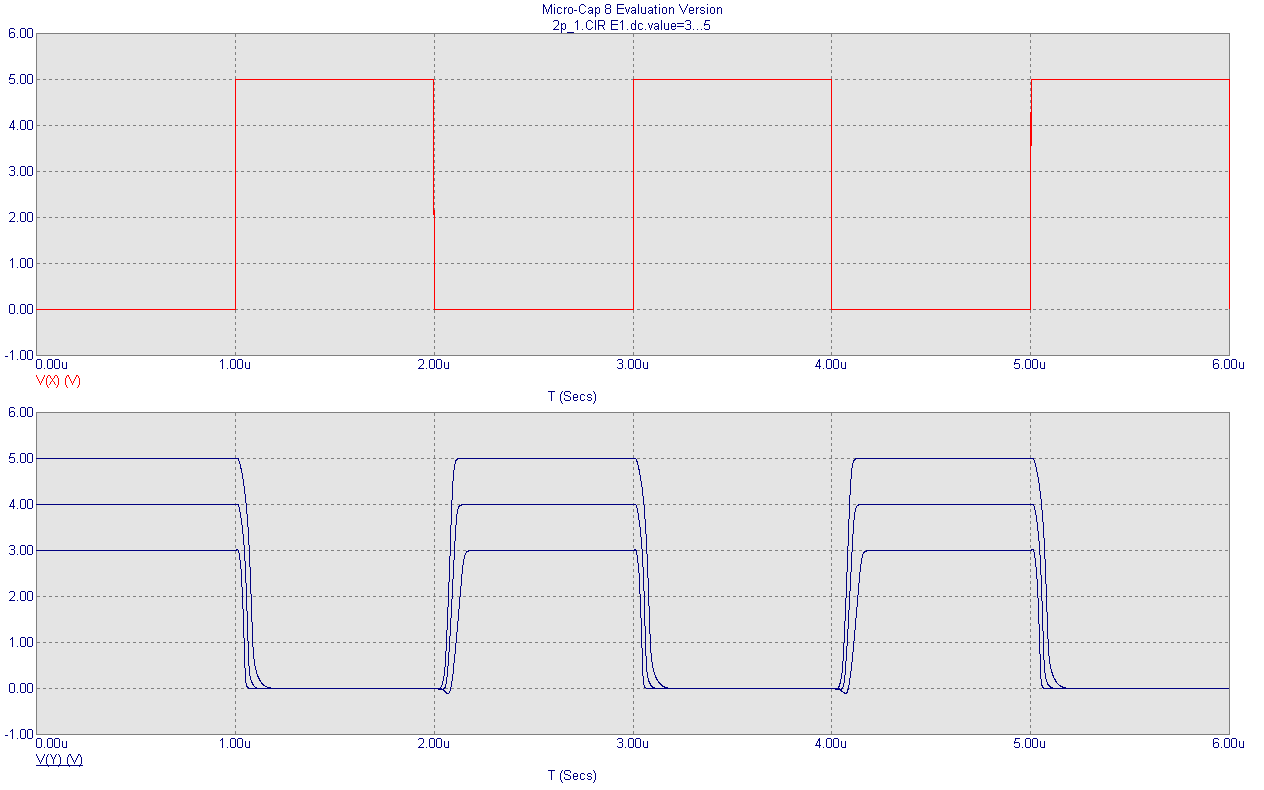 Micro-Cap 8 Evaluation Version
2p_1.CIR E1.dc.value=3...5
6.00
5.00
4.00
3.00
2.00
1.00
0.00
-1.00
0.00u 1.00u 2.00u 3.00u 4.00u 5.00u 6.00u
V(X) (V)
T (Secs)
6.00
5.00
4.00
3.00
2.00
1.00
0.00
-1.00
0.00u 1.00u 2.00u 3.00u 4.00u 5.00u 6.00u
V(Y) (V)
T (Secs)